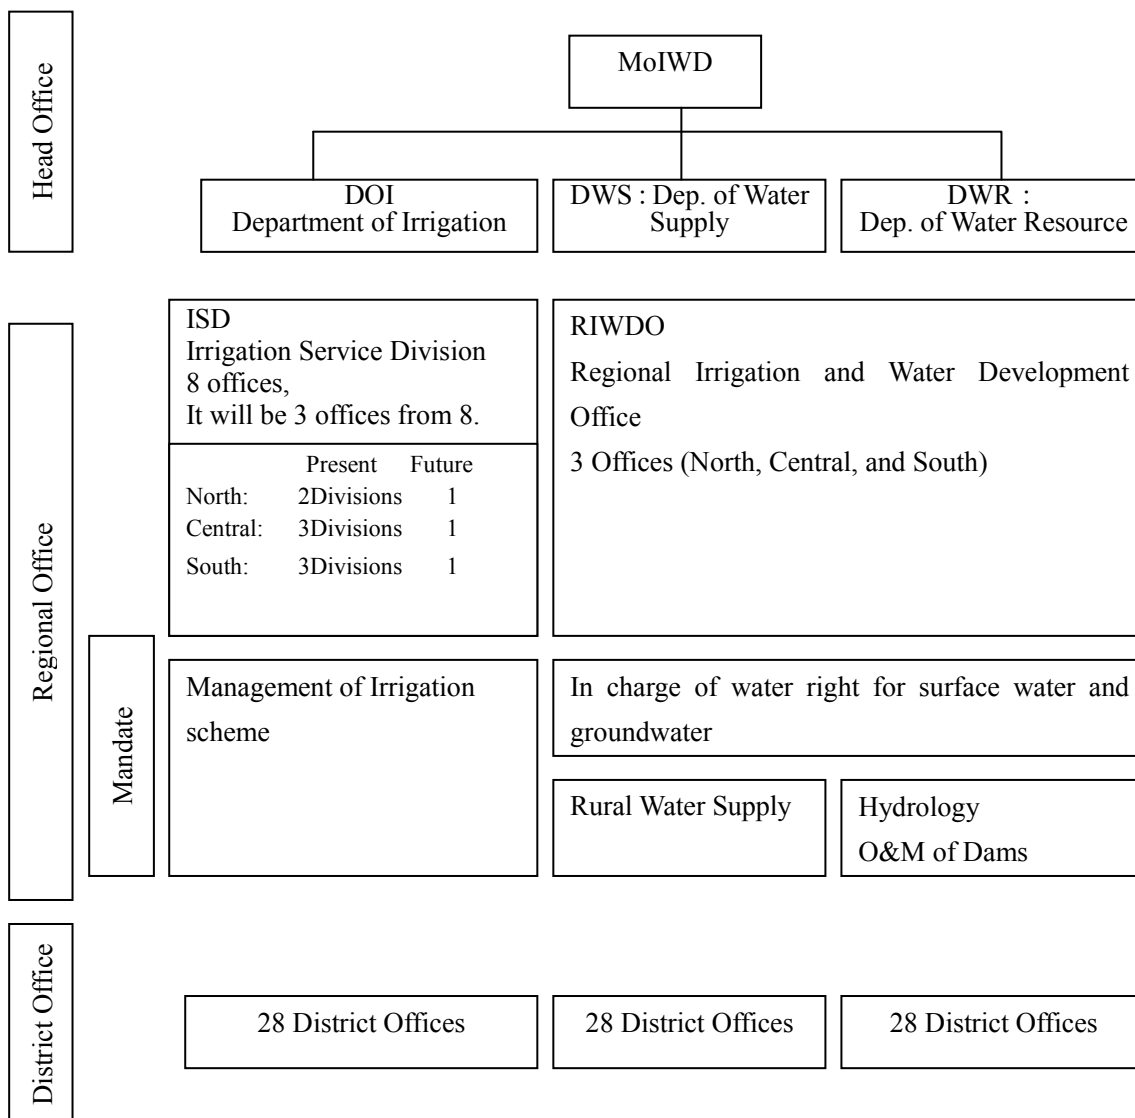 Head Office
MoIWD
DOI
Department of Irrigation
DWS : Dep. of Water
Supply
DWR :
Dep. of Water Resource
Regional Office
ISD
Irrigation Service Division
8 offices,
It will be 3 offices from 8.
Present Future
North: 2Divisions 1
Central: 3Divisions 1
South: 3Divisions 1
RIWDO
Regional Irrigation and Water Development
Office
3 Offices (North, Central, and South)
Mandate
Management of Irrigation
scheme
In charge of water right for surface water and
groundwater
Rural Water Supply
Hydrology
O&M of Dams
District Office
28 District Offices
28 District Offices
28 District Offices